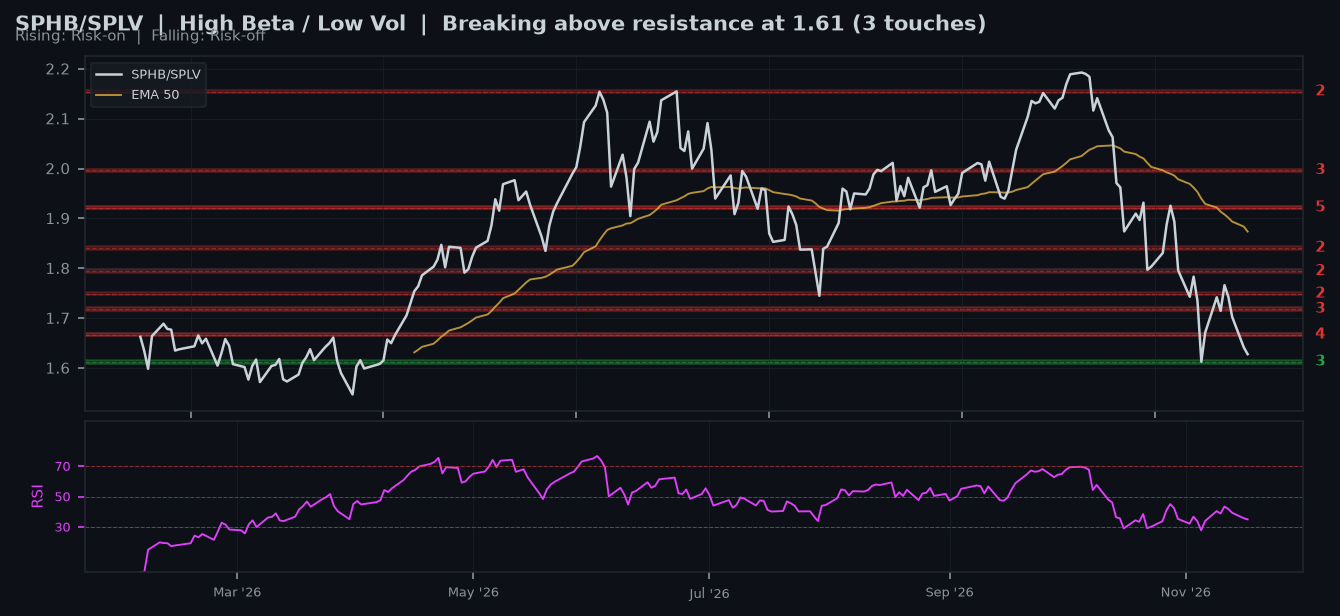 SPHB/SPLV | High Beta / Low Vol | Breaking above resistance at 1.61 (3 touches)
Rising: Risk-on | Falling: Risk-off
SPHB/SPLV
EMA 50
2.2
2.1
2.0
1.9
1.8
1.7
1.6
2
3
5
2
2
2
3
4
3
RSI
70
50
30
Mar '26
May '26
Jul '26
Sep '26
Nov '26